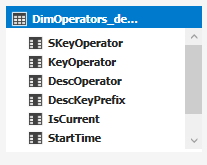 DimOperators_de...
SKeyOperator
KeyOperator
DescOperator
DescKeyPrefix
IsCurrent
StartTime